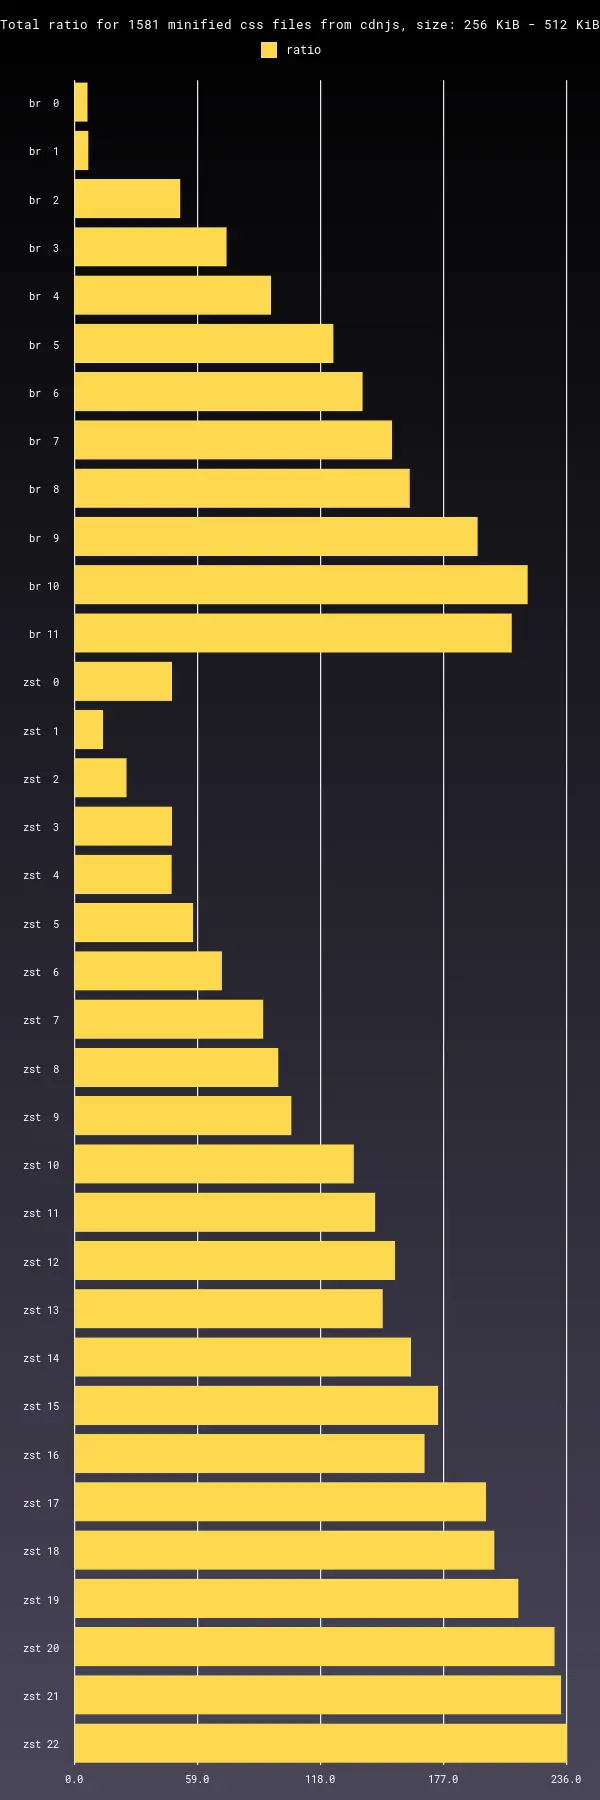 Total ratio for 1581 minified css files from cdnjs, size: 256 KiB - 512 KiB
ratio
br  0
br  1
br  2
br  3
br  4
br  5
br  6
br  7
br  8
br  9
br 10
br 11
zst  0
zst  1
zst  2
zst  3
zst  4
zst  5
zst  6
zst  7
zst  8
zst  9
zst 10
zst 11
zst 12
zst 13
zst 14
zst 15
zst 16
zst 17
zst 18
zst 19
zst 20
zst 21
zst 22
0.0 59.0 118.0 177.0 236.0